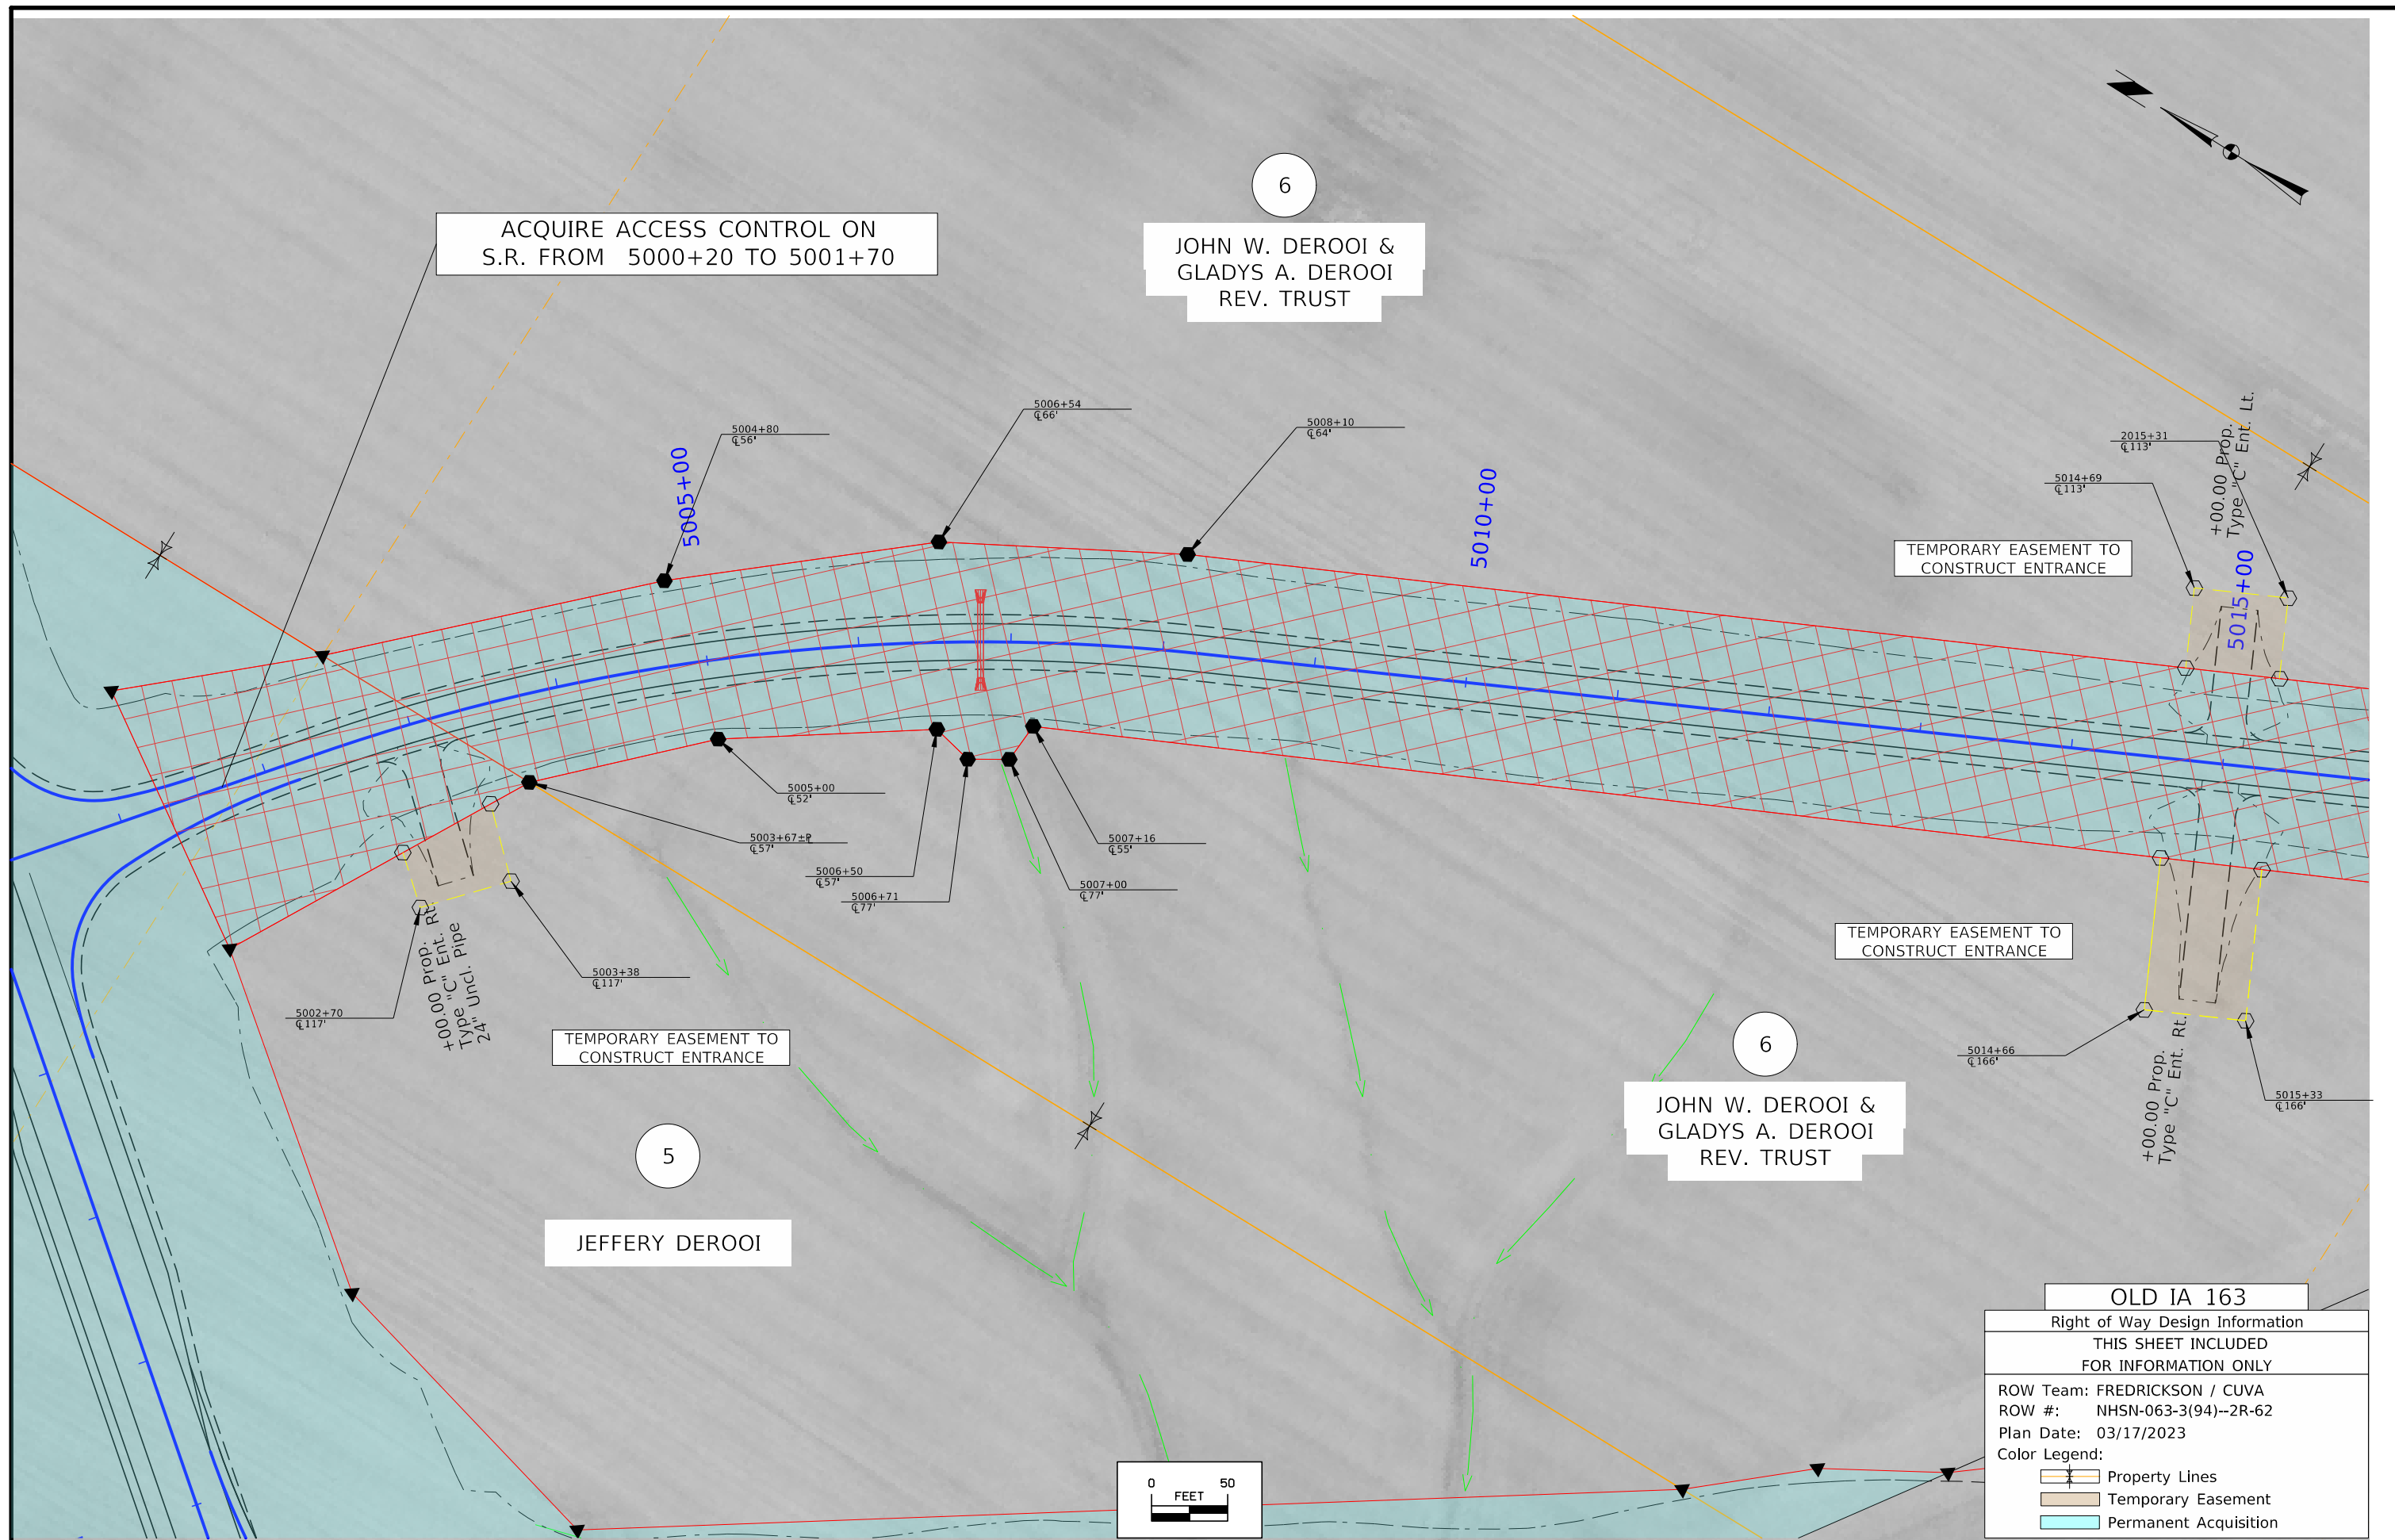 ACQUIRE ACCESS CONTROL ON
S.R. FROM 5000+20 TO 5001+70
6
JOHN W. DEROOI &
GLADYS A. DEROOI
REV. TRUST
N
5004+80
℄56'
5005+00
5006+54
℄66'
5008+10
℄64'
5010+00
2015+31
℄113'
5014+69
℄113'
+00.00 Prop.
Type "C" Ent. Lt.
TEMPORARY EASEMENT TO
CONSTRUCT ENTRANCE
5015+00
5005+00
℄52'
5003+67±⅊
℄57'
5006+50
℄57'
5006+71
℄77'
5007+16
℄55'
5007+00
℄77'
5003+38
℄117'
5002+70
℄117'
+00.00 Prop.
Type "C" Ent. Rt.
24" Uncl. Pipe
TEMPORARY EASEMENT TO
CONSTRUCT ENTRANCE
TEMPORARY EASEMENT TO
CONSTRUCT ENTRANCE
5014+66
℄166'
5015+33
℄166'
+00.00 Prop.
Type "C" Ent. Rt.
5
JEFFERY DEROOI
6
JOHN W. DEROOI &
GLADYS A. DEROOI
REV. TRUST
0 50
FEET
OLD IA 163
Right of Way Design Information
THIS SHEET INCLUDED
FOR INFORMATION ONLY
ROW Team: FREDRICKSON / CUVA
ROW #: NHSN-063-3(94)--2R-62
Plan Date: 03/17/2023
Color Legend:
Property Lines
Temporary Easement
Permanent Acquisition